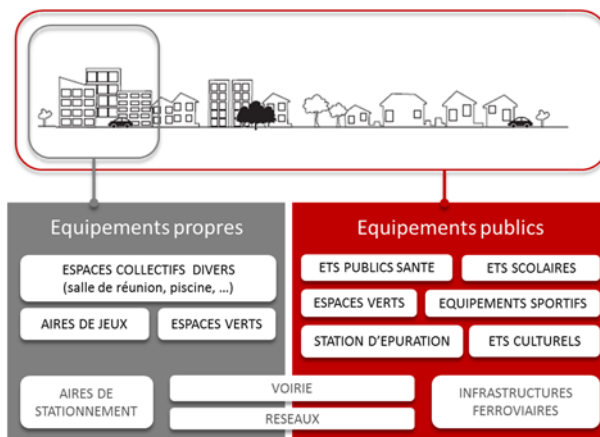 Equipements propres
ESPACES COLLECTIFS DIVERS
(salle de réunion, piscine, ...)
AIRES DE JEUX
ESPACES VERTS
AIRES DE
STATIONNEMENT
Equipements publics
ETS PUBLICS SANTE
ETS SCOLAIRES
ESPACES VERTS
EQUIPEMENTS SPORTIFS
STATION D'EPURATION
ETS CULTURELS
VOIRIE
RESEAUX
INFRASTRUCTURES
FERROVIAIRES